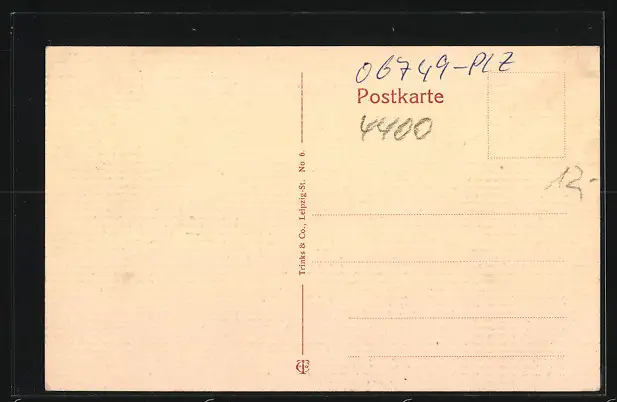 06749-PLZ
Postkarte
4400
12,-
Trinks & Co., Leipzig-St. No 6.